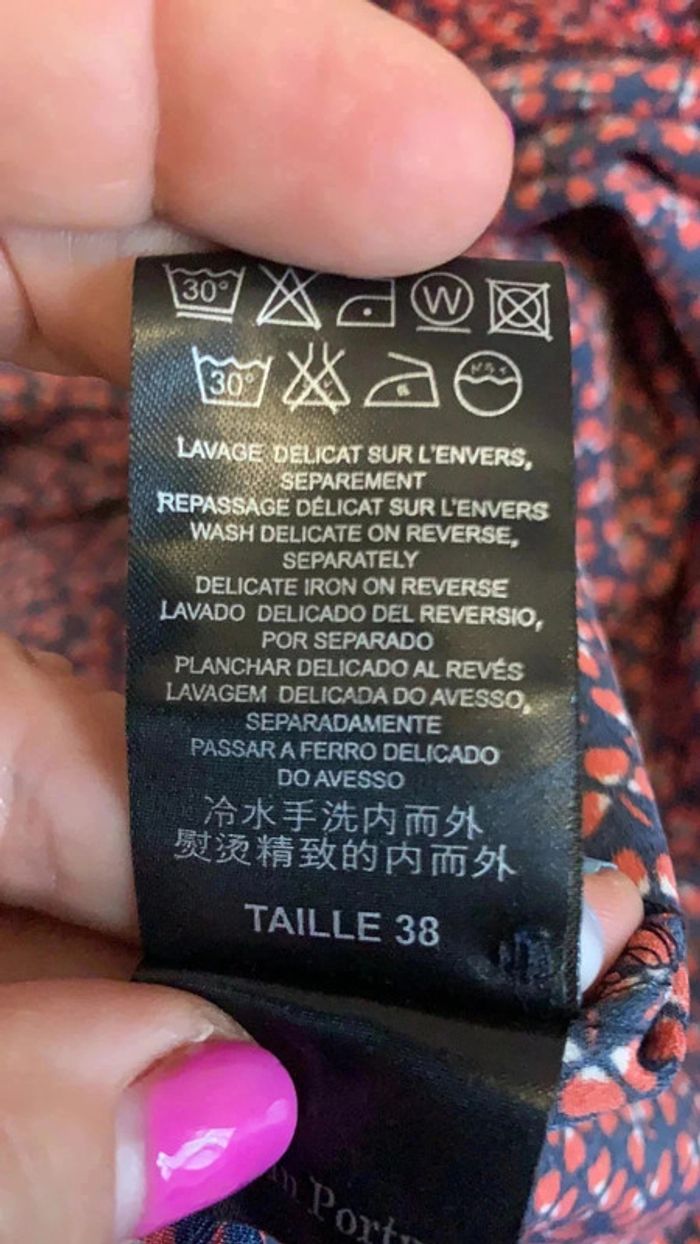 30°
W
30°
LAVAGE DELICAT SUR L'ENVERS,
SEPAREMENT
REPASSAGE DÉLICAT SUR L'ENVERS
WASH DELICATE ON REVERSE,
SEPARATELY
DELICATE IRON ON REVERSE
LAVADO DELICADO DEL REVERSIO,
POR SEPARADO
PLANCHAR DELICADO AL REVÉS
LAVAGEM DELICADA DO AVESSO,
SEPARADAMENTE
PASSAR A FERRO DELICADO
DO AVESSO
冷水手洗内而外
熨烫精致的内而外
TAILLE 38